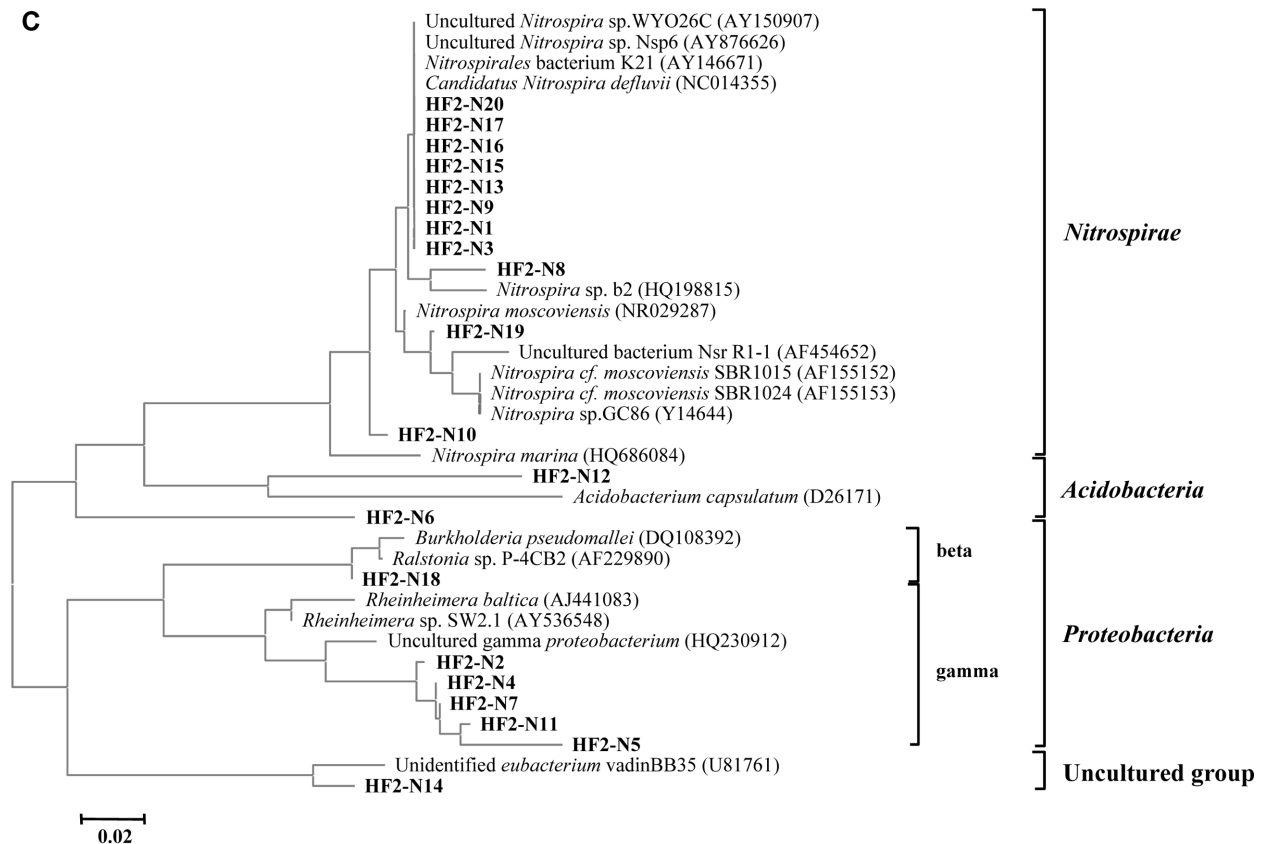 C
Uncultured Nitrospira sp.WYO26C (AY150907)
Uncultured Nitrospira sp. Nsp6 (AY876626)
Nitrospirales bacterium K21 (AY146671)
Candidatus Nitrospira defluvii (NC014355)
HF2-N20
HF2-N17
HF2-N16
HF2-N15
HF2-N13
HF2-N9
HF2-N1
HF2-N3
HF2-N8
Nitrospira sp. b2 (HQ198815)
Nitrospira moscoviensis (NR029287)
HF2-N19
Uncultured bacterium Nsr R1-1 (AF454652)
Nitrospira cf. moscoviensis SBR1015 (AF155152)
Nitrospira cf. moscoviensis SBR1024 (AF155153)
Nitrospira sp.GC86 (Y14644)
HF2-N10
Nitrospira marina (HQ686084)
Nitrospirae
HF2-N12
Acidobacterium capsulatum (D26171)
HF2-N6
Acidobacteria
Burkholderia pseudomallei (DQ108392)
Ralstonia sp. P-4CB2 (AF229890)
HF2-N18
beta
Rheinheimera baltica (AJ441083)
Rheinheimera sp. SW2.1 (AY536548)
Uncultured gamma proteobacterium (HQ230912)
HF2-N2
HF2-N4
HF2-N7
HF2-N11
HF2-N5
gamma
Proteobacteria
Unidentified eubacterium vadinBB35 (U81761)
HF2-N14
Uncultured group
0.02